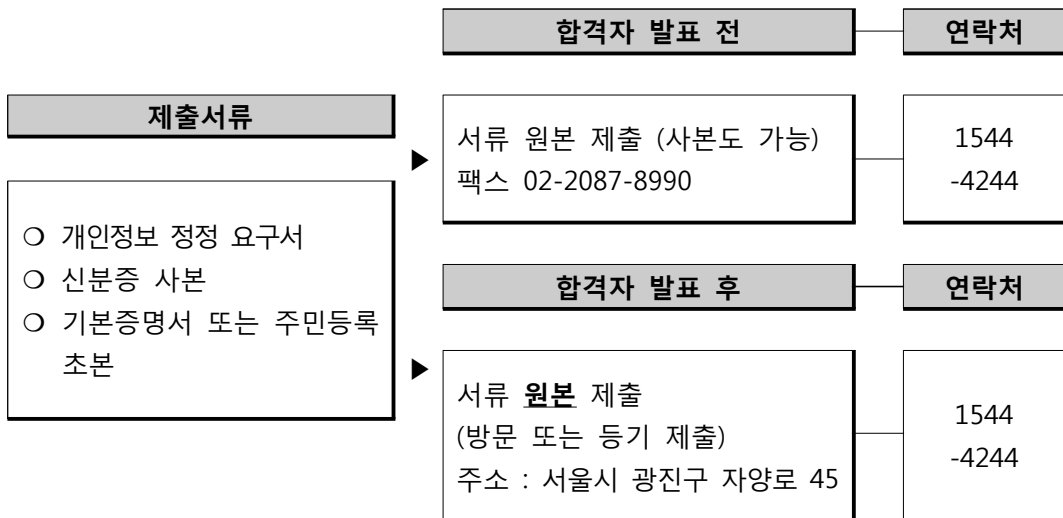 합격자 발표 전
연락처
제출서류
서류 원본 제출 (사본도 가능)
팩스 02-2087-8990
1544
-4244
❍ 개인정보 정정 요구서
❍ 신분증 사본
❍ 기본증명서 또는 주민등록
초본
합격자 발표 후
연락처
서류 원본 제출
(방문 또는 등기 제출)
주소 : 서울시 광진구 자양로 45
1544
-4244